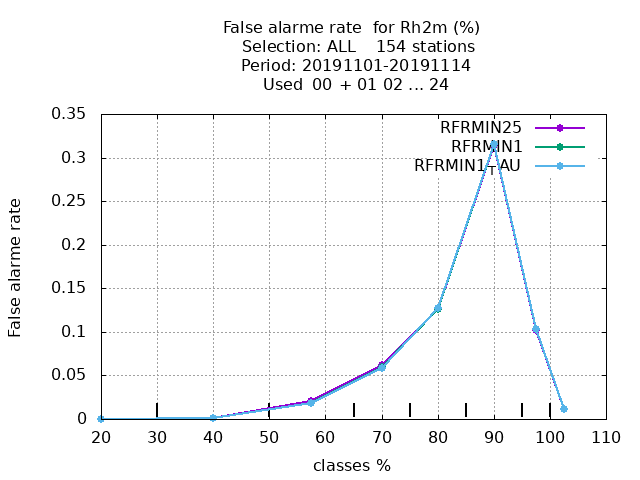 False alarme rate  for Rh2m (%)
Selection: ALL    154 stations
Period: 20191101-20191114
Used  00  + 01 02 ... 24
RFRMIN25
RFRMIN1
RFRMIN1_AU
False alarme rate
0.35
0.3
0.25
0.2
0.15
0.1
0.05
0
20 30 40 50 60 70 80 90 100 110
classes %